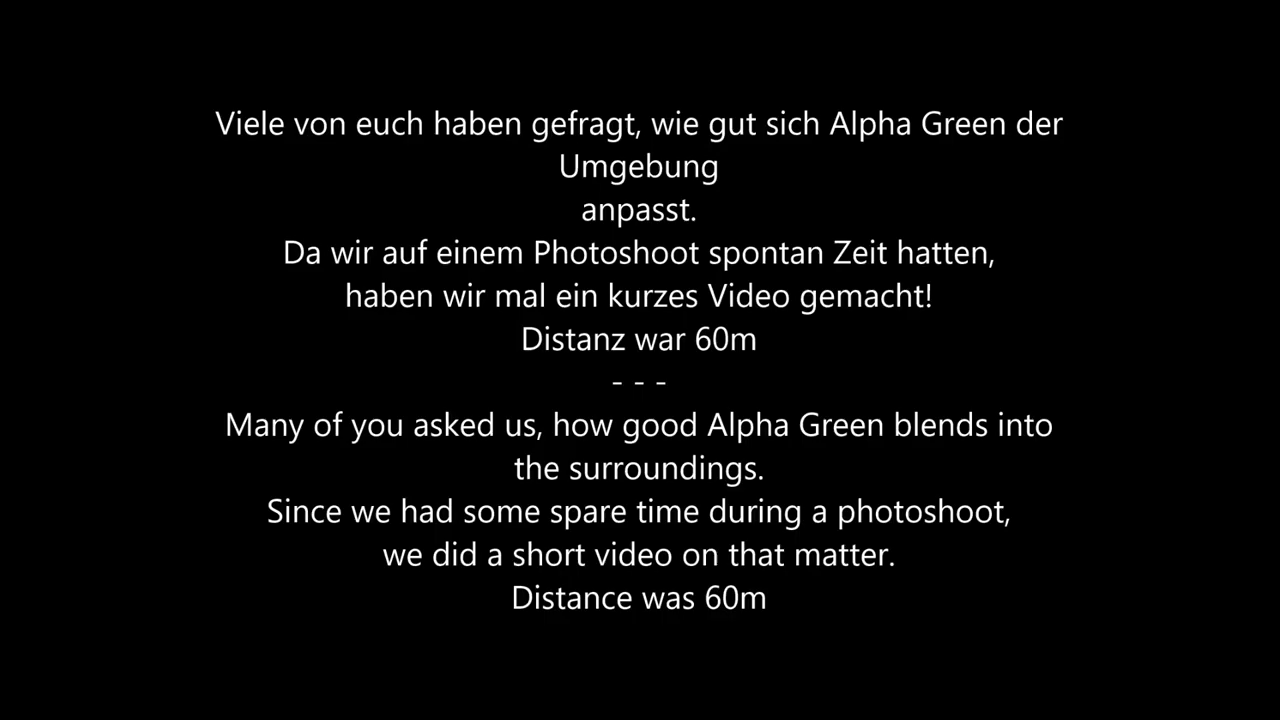 Viele von euch haben gefragt, wie gut sich Alpha Green der
Umgebung
anpasst.
Da wir auf einem Photoshoot spontan Zeit hatten,
haben wir mal ein kurzes Video gemacht!
Distanz war 60m
- - -
Many of you asked us, how good Alpha Green blends into
the surroundings.
Since we had some spare time during a photoshoot,
we did a short video on that matter.
Distance was 60m